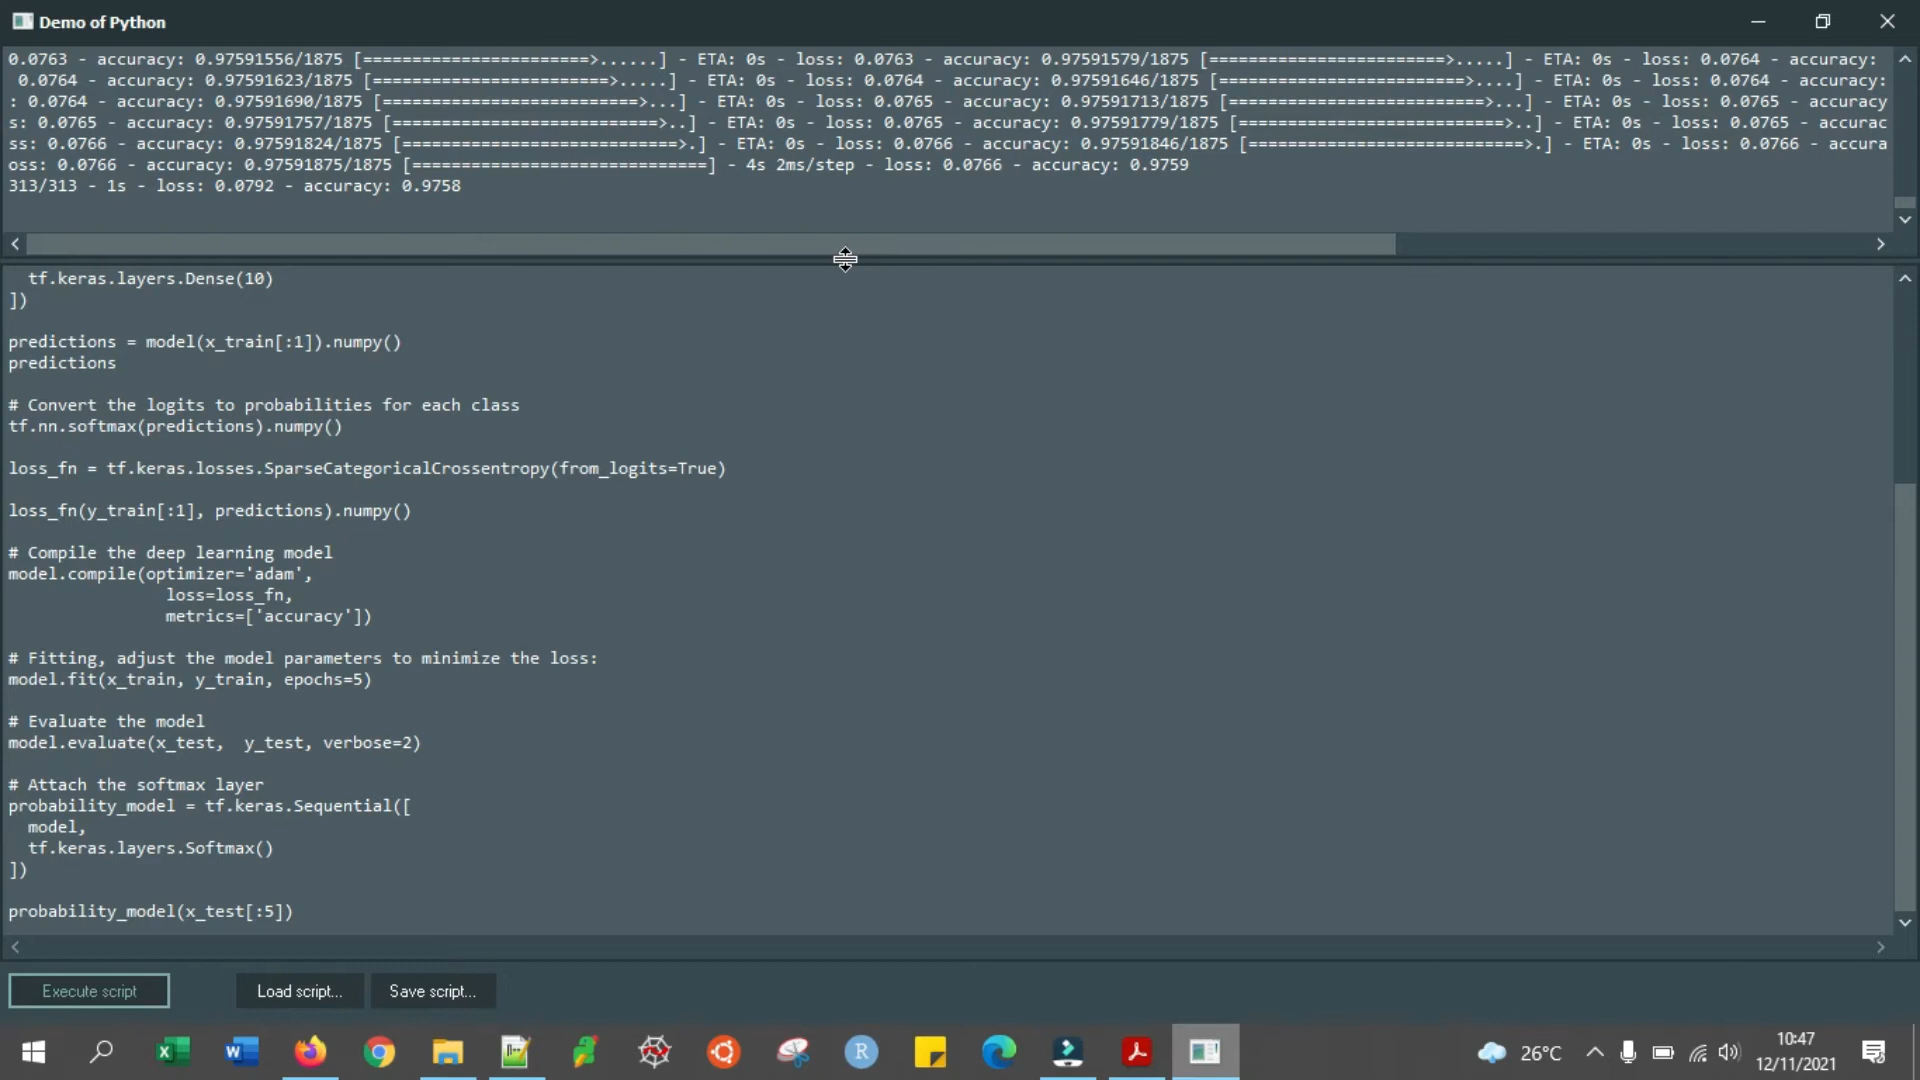 Demo of Python
0.0763 - accuracy: 0.97591556/1875 [=======================>......] - ETA: 0s - loss: 0.0763 - accuracy: 0.97591579/1875 [========================>.....] - ETA: 0s - loss: 0.0764 - accuracy:
0.0764 - accuracy: 0.97591623/1875 [========================>.....] - ETA: 0s - loss: 0.0764 - accuracy: 0.97591646/1875 [=========================>....] - ETA: 0s - loss: 0.0764 - accuracy:
: 0.0764 - accuracy: 0.97591690/1875 [==========================>...] - ETA: 0s - loss: 0.0765 - accuracy: 0.97591713/1875 [==========================>...] - ETA: 0s - loss: 0.0765 - accuracy
s: 0.0765 - accuracy: 0.97591757/1875 [===========================>..] - ETA: 0s - loss: 0.0765 - accuracy: 0.97591779/1875 [===========================>..] - ETA: 0s - loss: 0.0765 - accurac
ss: 0.0766 - accuracy: 0.97591824/1875 [============================>.] - ETA: 0s - loss: 0.0766 - accuracy: 0.97591846/1875 [============================>.] - ETA: 0s - loss: 0.0766 - accura
oss: 0.0766 - accuracy: 0.97591875/1875 [==============================] - 4s 2ms/step - loss: 0.0766 - accuracy: 0.9759
313/313 - 1s - loss: 0.0792 - accuracy: 0.9758
tf.keras.layers.Dense(10)
])
predictions = model(x_train[:1]).numpy()
predictions
# Convert the logits to probabilities for each class
tf.nn.softmax(predictions).numpy()
loss_fn = tf.keras.losses.SparseCategoricalCrossentropy(from_logits=True)
loss_fn(y_train[:1], predictions).numpy()
# Compile the deep learning model
model.compile(optimizer='adam',
loss=loss_fn,
metrics=['accuracy'])
# Fitting, adjust the model parameters to minimize the loss:
model.fit(x_train, y_train, epochs=5)
# Evaluate the model
model.evaluate(x_test,  y_test, verbose=2)
# Attach the softmax layer
probability_model = tf.keras.Sequential([
model,
tf.keras.layers.Softmax()
])
probability_model(x_test[:5])
Execute script
Load script...
Save script...
26°C
10:47
12/11/2021